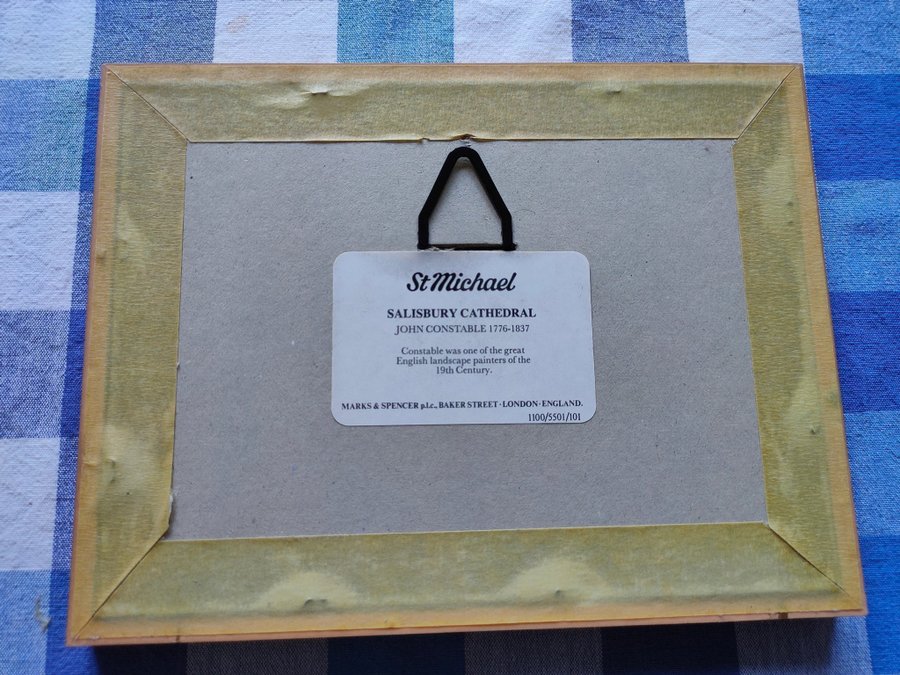 St Michael
SALISBURY CATHEDRAL
JOHN CONSTABLE 1776-1837
Constable was one of the great
English landscape painters of the
19th Century.
MARKS & SPENCER p.l.c., BAKER STREET · LONDON · ENGLAND.
1100/5501/101